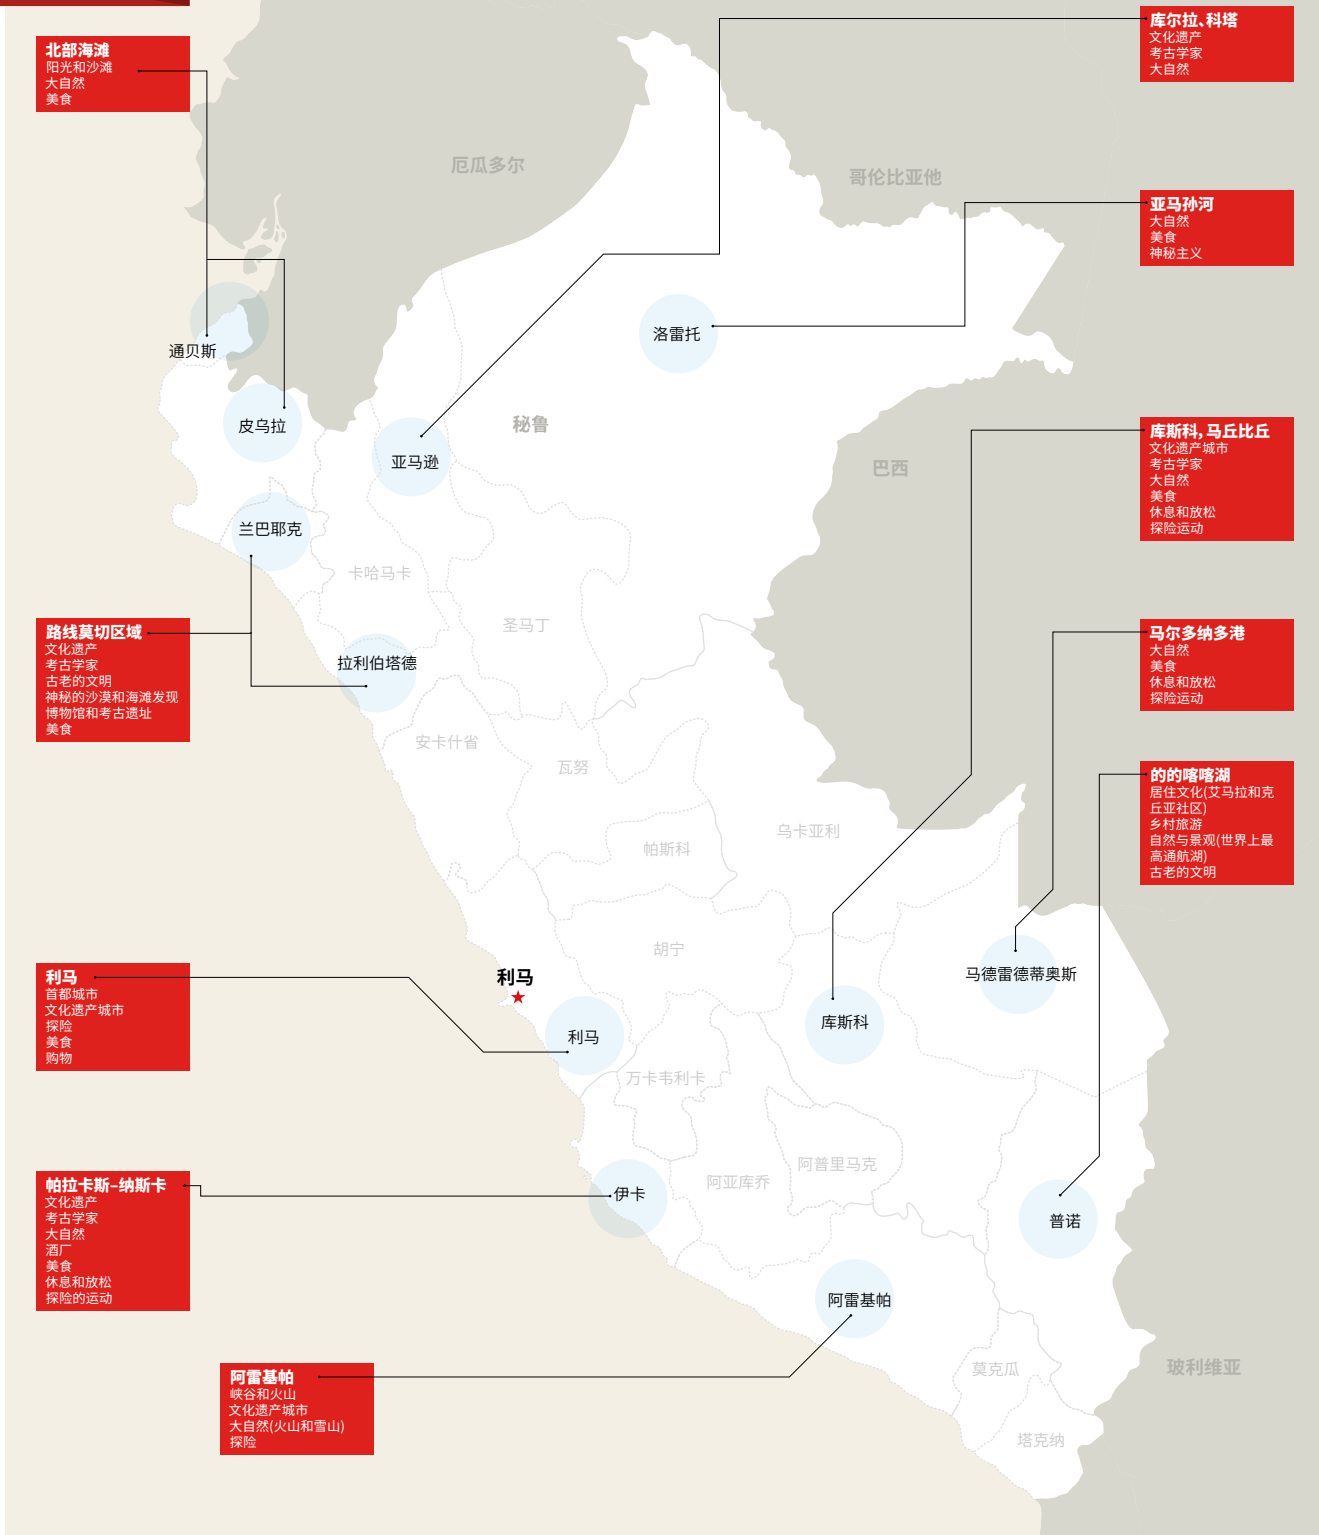 北部海滩
阳光和沙滩
大自然
美食
库尔拉、科塔
文化遗产
考古学家
大自然
厄瓜多尔
哥伦比亚他
亚马孙河
大自然
美食
神秘主义
洛雷托
通贝斯
皮乌拉
秘鲁
亚马逊
巴西
库斯科, 马丘比丘
文化遗产城市
考古学家
大自然
美食
休息和放松
探险运动
兰巴耶克
卡哈马卡
圣马丁
路线莫切区域
文化遗产
考古学家
古老的文明
神秘的沙漠和海滩发现
博物馆和考古遗址
美食
拉利伯塔德
马尔多纳多港
大自然
美食
休息和放松
探险运动
安卡什省
瓦努
的的喀喀湖
居住文化(艾马拉和克
丘亚社区)
乡村旅游
自然与景观(世界上最
高通航湖)
古老的文明
乌卡亚利
帕斯科
胡宁
利马
首都城市
文化遗产城市
探险
美食
购物
利马
利马
马德雷德蒂奥斯
库斯科
万卡韦利卡
阿普里马克
阿亚库乔
帕拉卡斯–纳斯卡
文化遗产
考古学家
大自然
酒厂
美食
休息和放松
探险的运动
伊卡
普诺
阿雷基帕
阿雷基帕
峡谷和火山
文化遗产城市
大自然(火山和雪山)
探险
莫克瓜
玻利维亚
塔克纳